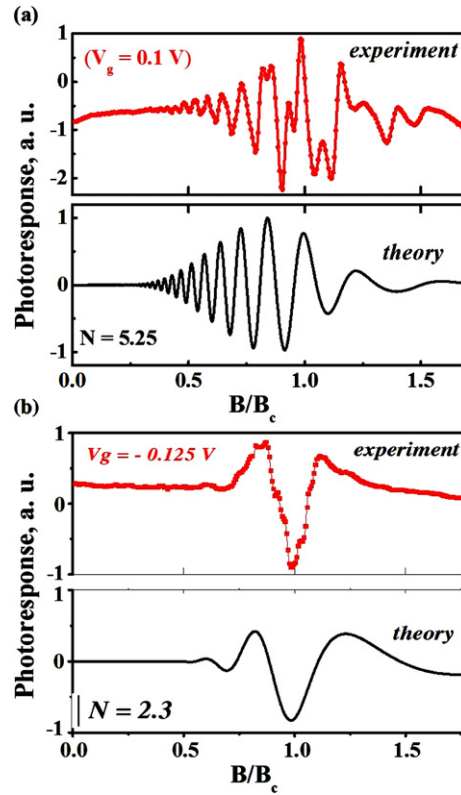 (a)
(V_g = 0.1 V)
experiment
1
0
-1
-2
Photoresponse, a. u.
1
theory
0
N = 5.25
-1
0.0 0.5 1.0 1.5
B/B_c
(b)
1
Vg = - 0.125 V
experiment
0
-1
Photoresponse, a. u.
1
theory
0
N = 2.3
-1
0.0 0.5 1.0 1.5
B/B_c